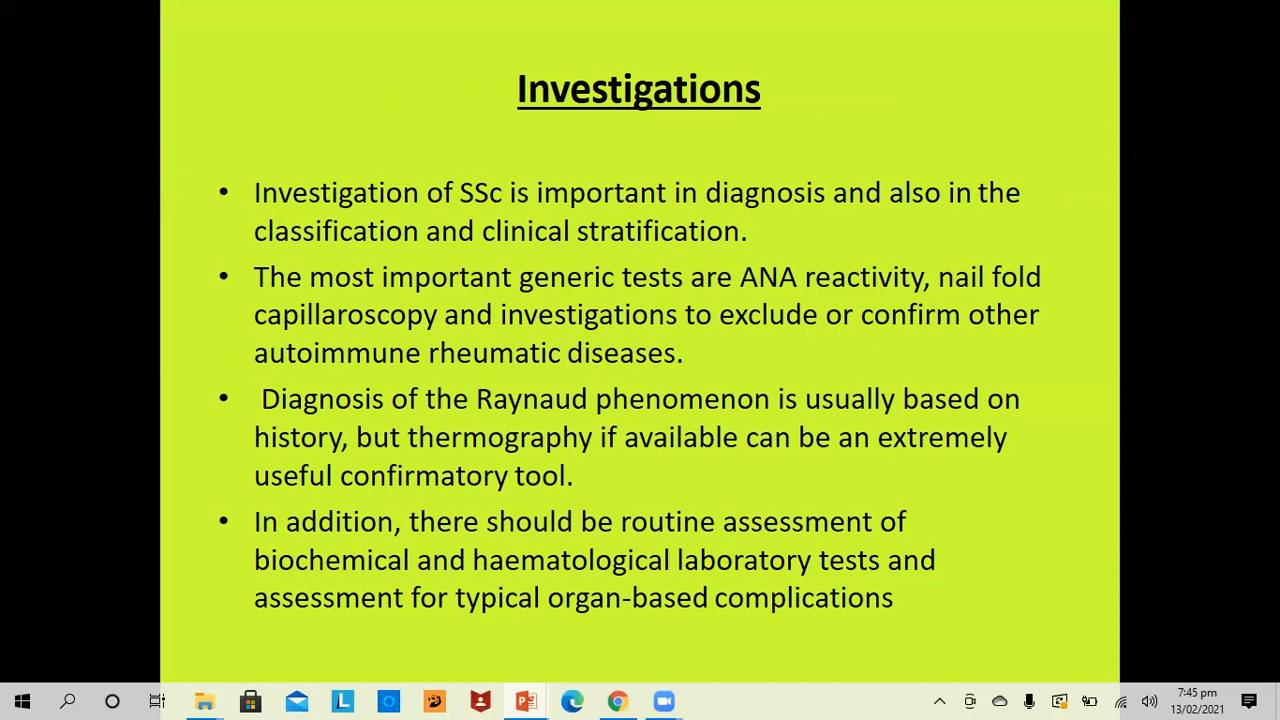 Investigations
• Investigation of SSc is important in diagnosis and also in the
classification and clinical stratification.
• The most important generic tests are ANA reactivity, nail fold
capillaroscopy and investigations to exclude or confirm other
autoimmune rheumatic diseases.
• Diagnosis of the Raynaud phenomenon is usually based on
history, but thermography if available can be an extremely
useful confirmatory tool.
• In addition, there should be routine assessment of
biochemical and haematological laboratory tests and
assessment for typical organ-based complications
7:45 pm
13/02/2021